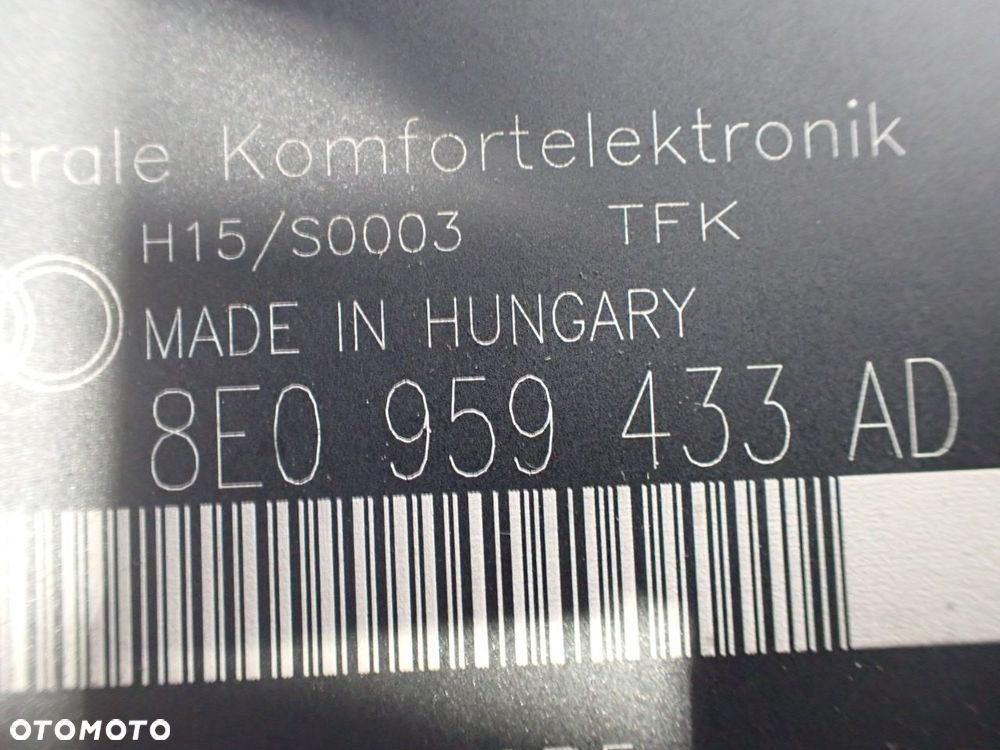 trale Komfortelektronik
H15/S0003 TFK
MADE IN HUNGARY
8E0 959 433 AD
OTOMOTO